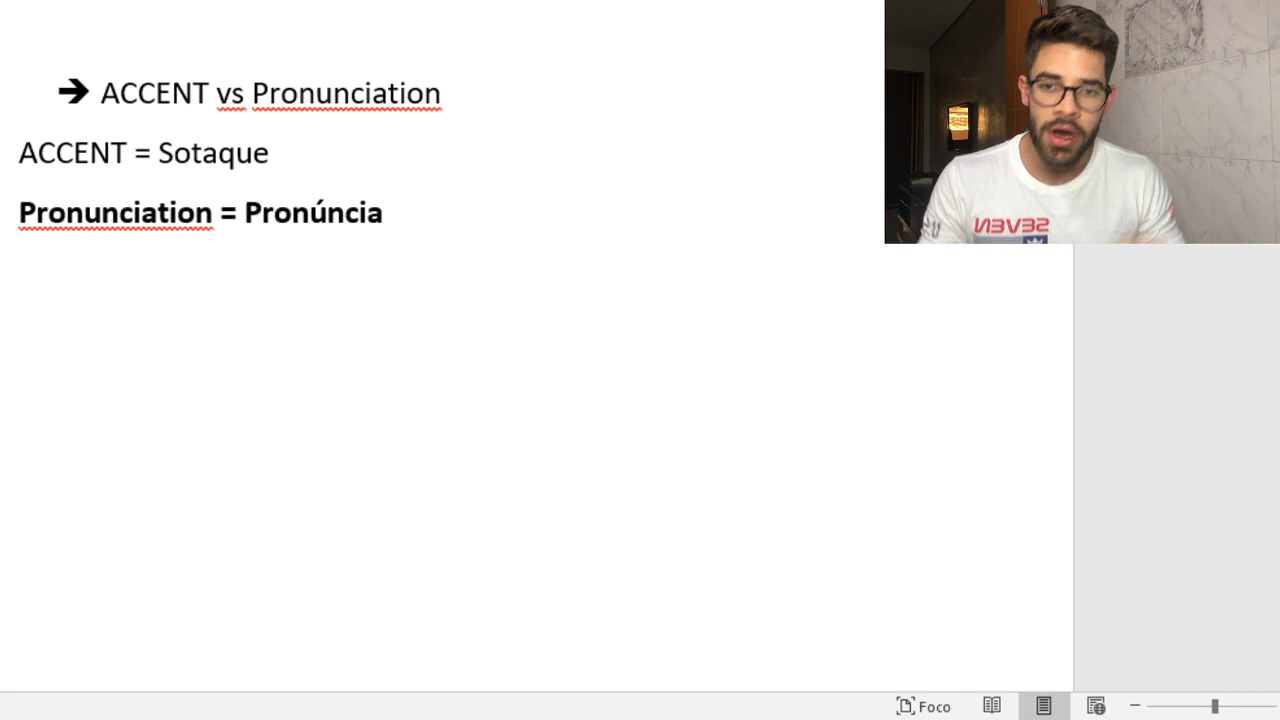 ➔ ACCENT vs Pronunciation
ACCENT = Sotaque
Pronunciation = Pronúncia
SEVEN
Foco